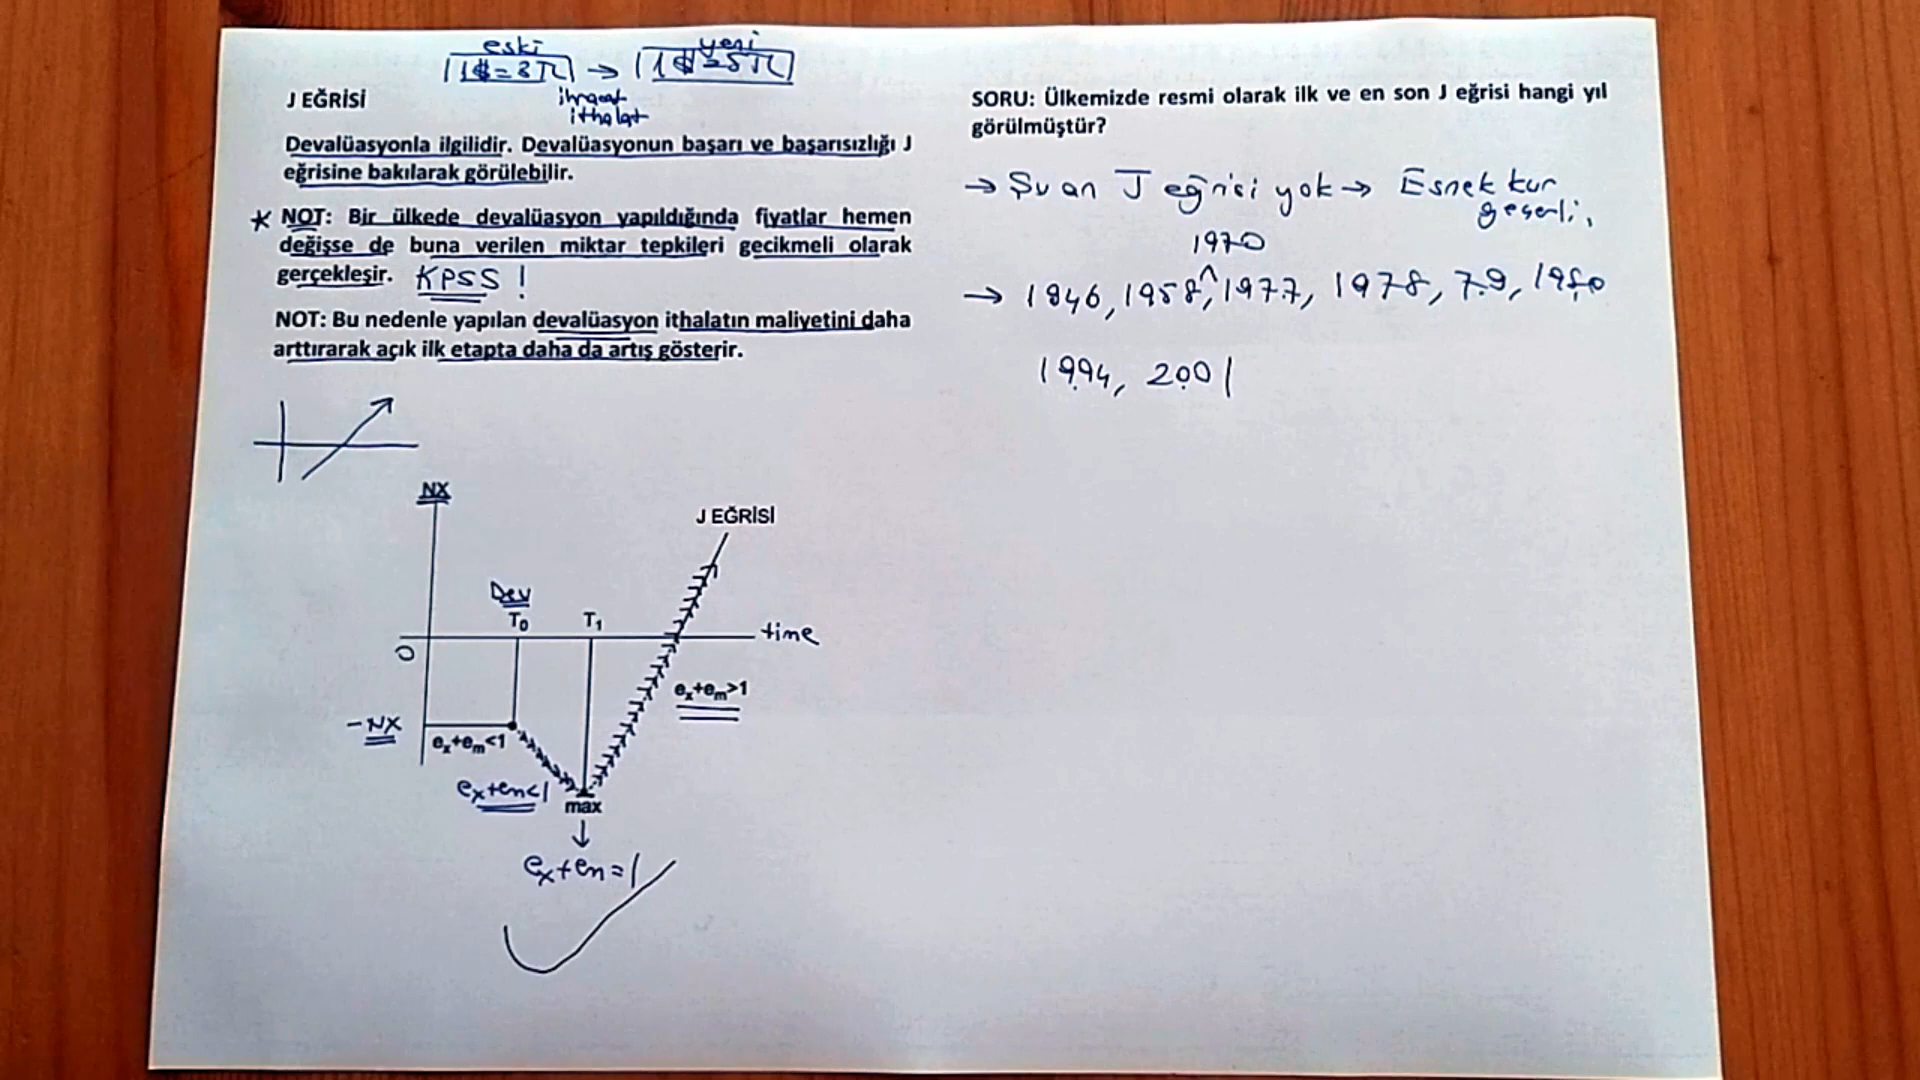 eski yeni
1$=3TL → 1$=5TL
ihracat
ithalat
J EĞRİSİ
Devalüasyonla ilgilidir. Devalüasyonun başarı ve başarısızlığı J
eğrisine bakılarak görülebilir.
* NOT: Bir ülkede devalüasyon yapıldığında fiyatlar hemen
değişse de buna verilen miktar tepkileri gecikmeli olarak
gerçekleşir. KPSS !
NOT: Bu nedenle yapılan devalüasyon ithalatın maliyetini daha
arttırarak açık ilk etapta daha da artış gösterir.
NX
J EĞRİSİ
Dev
T0 T1
time
0
ex+em>1
-NX
ex+em<1
ex+em<1
max
↓
ex+em=1
SORU: Ülkemizde resmi olarak ilk ve en son J eğrisi hangi yıl
görülmüştür?
→ Şu an J eğrisi yok → Esnek kur
geçerli,
1970
→ 1946, 1958, 1977, 1978, 79, 1980
1994, 2001